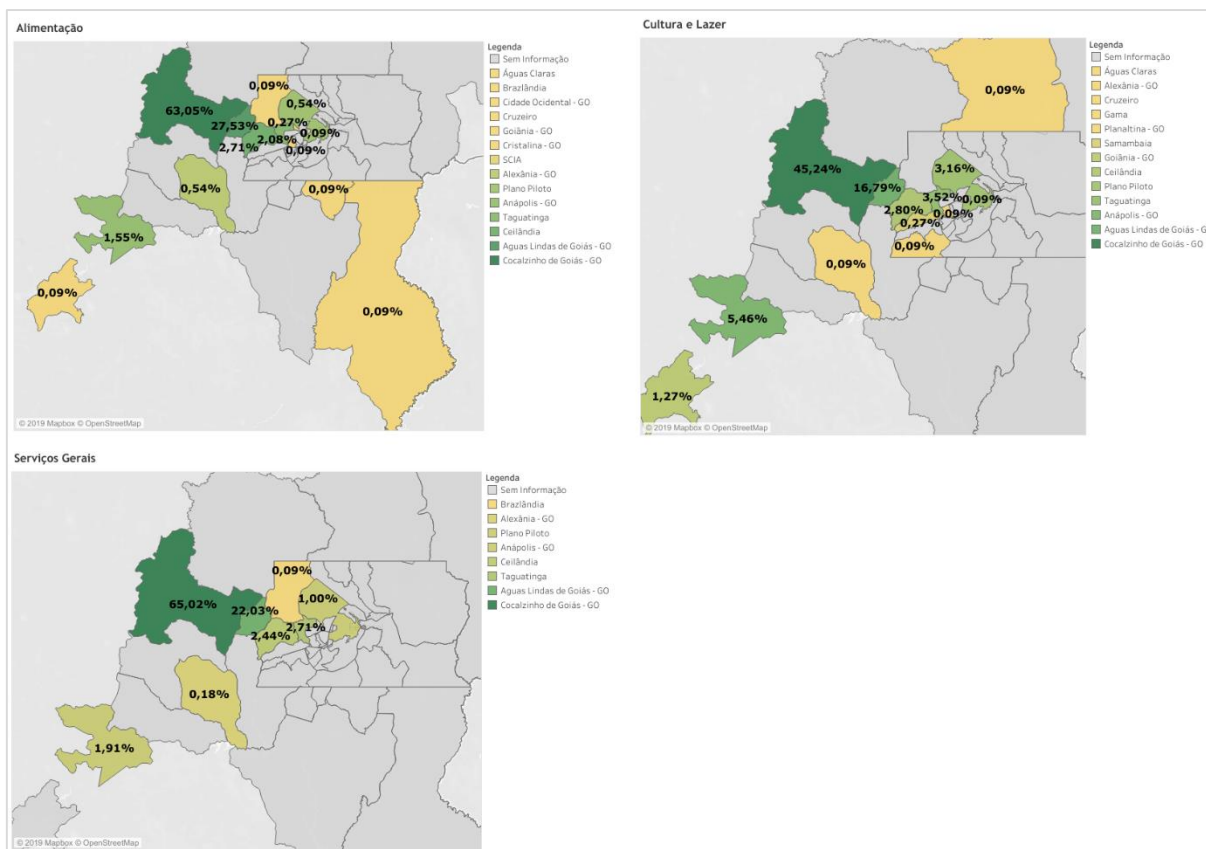 Alimentação
63,05%
27,53%
2,71%
2,08%
0,09%
0,54%
0,27%
0,09%
0,09%
0,54%
1,55%
0,09%
0,09%
0,09%
© 2019 Mapbox © OpenStreetMap
Legenda
Sem Informação
Águas Claras
Brazlândia
Cidade Ocidental - GO
Cruzeiro
Goiânia - GO
Cristalina - GO
SCIA
Alexânia - GO
Plano Piloto
Anápolis - GO
Taguatinga
Ceilândia
Aguas Lindas de Goiás - GO
Cocalzinho de Goiás - GO
Cultura e Lazer
0,09%
45,24%
16,79%
3,16%
3,52%
0,09%
2,80%
0,09%
0,27%
0,09%
0,09%
5,46%
1,27%
© 2019 Mapbox © OpenStreetMap
Legenda
Sem Informação
Águas Claras
Alexânia - GO
Cruzeiro
Gama
Planaltina - GO
Samambaia
Goiânia - GO
Ceilândia
Plano Piloto
Taguatinga
Anápolis - GO
Aguas Lindas de Goiás - G
Cocalzinho de Goiás - GO
Serviços Gerais
65,02%
22,03%
0,09%
1,00%
2,44%
2,71%
0,18%
1,91%
© 2019 Mapbox © OpenStreetMap
Legenda
Sem Informação
Brazlândia
Alexânia - GO
Plano Piloto
Anápolis - GO
Ceilândia
Taguatinga
Aguas Lindas de Goiás - GO
Cocalzinho de Goiás - GO